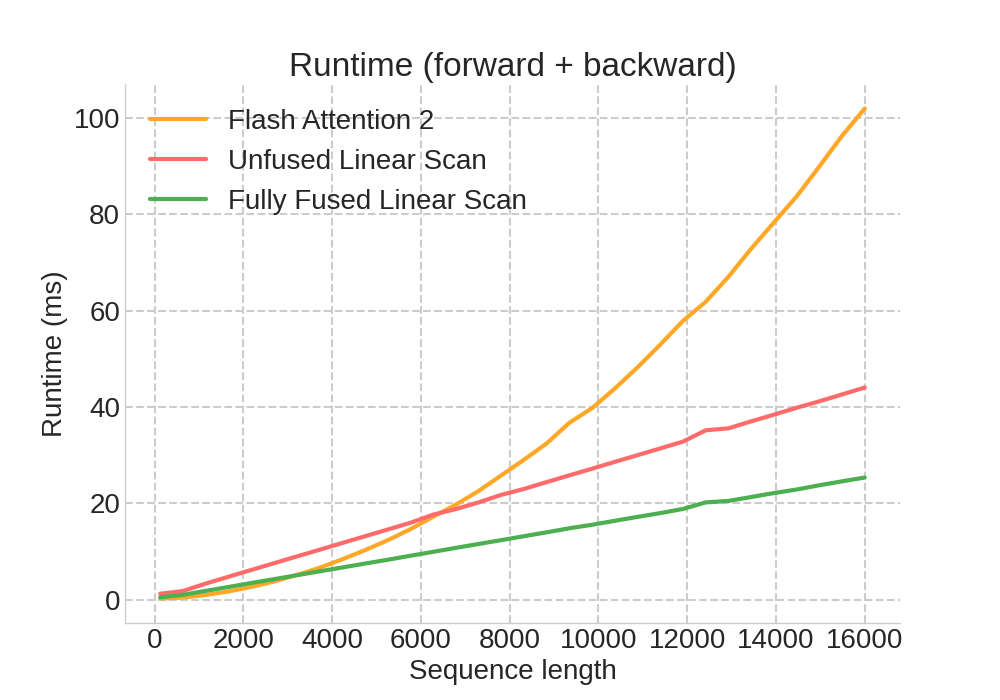 Runtime (forward + backward)
Flash Attention 2
Unfused Linear Scan
Fully Fused Linear Scan
Runtime (ms)
100
80
60
40
20
0
0 2000 4000 6000 8000 10000 12000 14000 16000
Sequence length